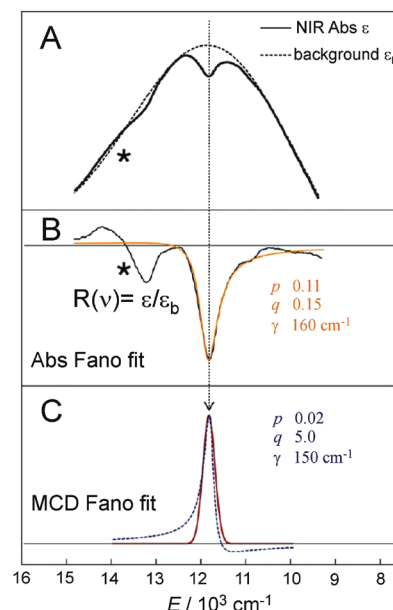 A
NIR Abs ε
background ε
*
B
*
R(ν)= ε/ε_b
p 0.11
q 0.15
γ 160 cm⁻¹
Abs Fano fit
C
p 0.02
q 5.0
γ 150 cm⁻¹
MCD Fano fit
16 15 14 13 12 11 10 9 8
E / 10³ cm⁻¹